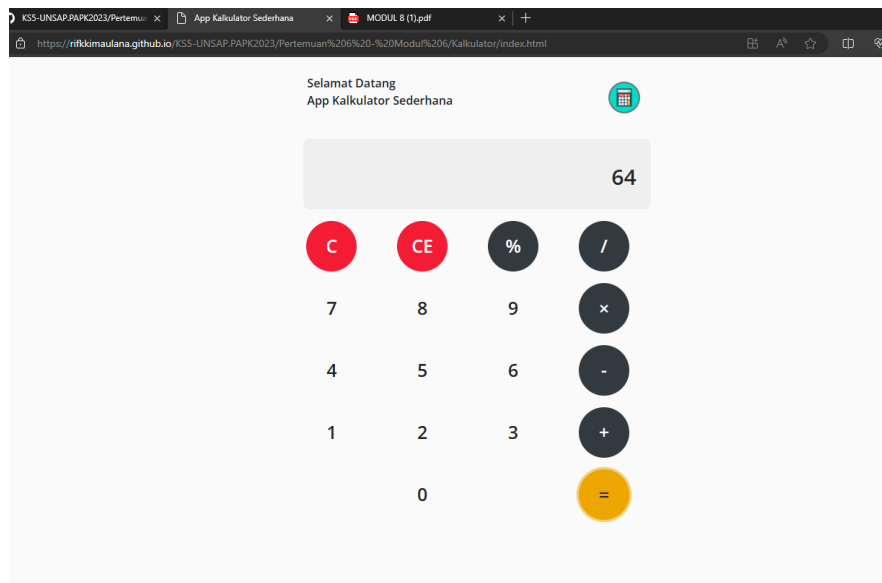 KS5-UNSAP.PAPK2023/Pertemua
App Kalkulator Sederhana
MODUL 8 (1).pdf
https://rifkkimaulana.github.io/KS5-UNSAP.PAPK2023/Pertemuan%206%20-%20Modul%206/Kalkulator/index.html
Selamat Datang
App Kalkulator Sederhana
64
C CE % /
7 8 9 ×
4 5 6 -
1 2 3 +
0 =